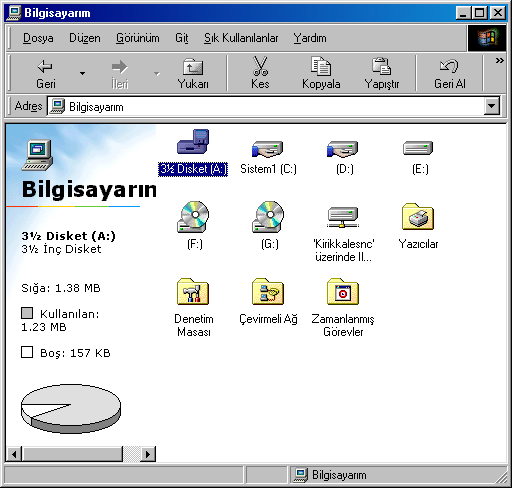 Bilgisayarım
Dosya Düzen Görünüm Git Sık Kullanılanlar Yardım
Geri İleri Yukarı Kes Kopyala Yapıştır Geri Al »
Adres Bilgisayarım
Bilgisayarın
3½ Disket (A:)
3½ İnç Disket
Sığa: 1.38 MB
Kullanılan:
1.23 MB
Boş: 157 KB
3½ Disket (A:) Sistem1 (C:) (D:) (E:)
(F:) (G:) 'Kirikkalesnc'
üzerinde II... Yazıcılar
Denetim
Masası Çevirmeli Ağ Zamanlanmış
Görevler
Bilgisayarım